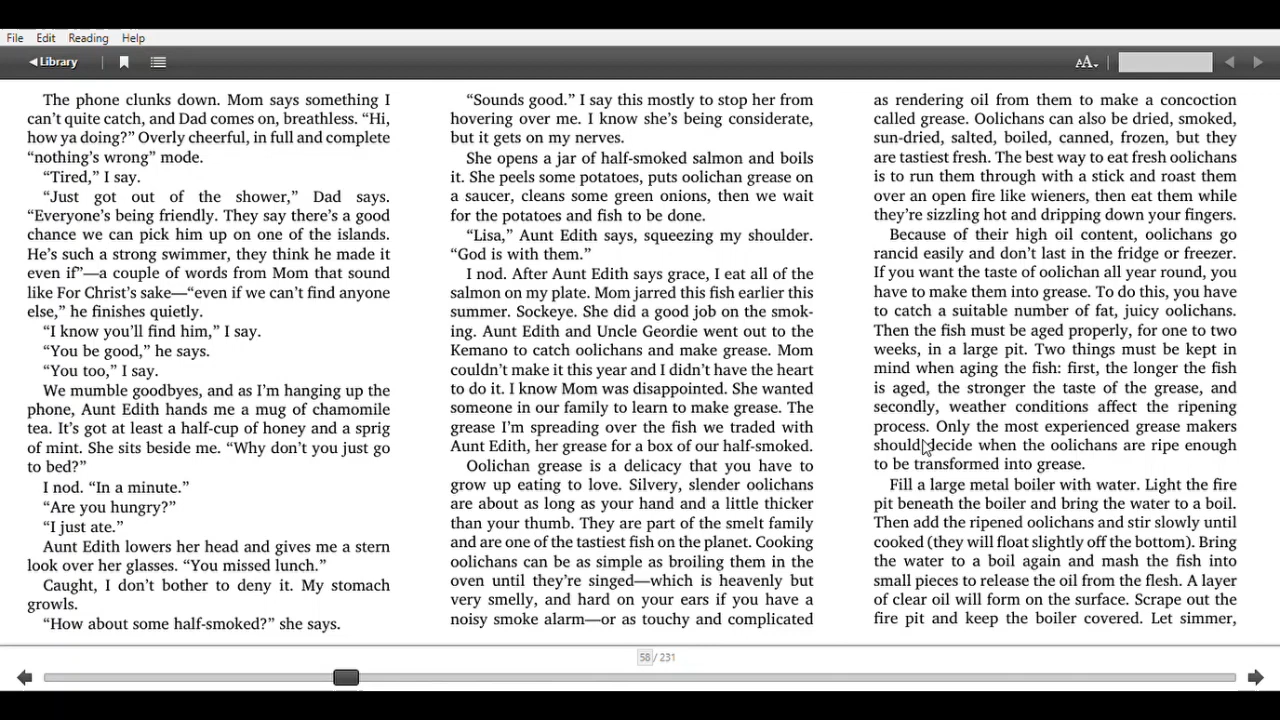 File Edit Reading Help
Library
AA
The phone clunks down. Mom says something I
can’t quite catch, and Dad comes on, breathless. “Hi,
how ya doing?” Overly cheerful, in full and complete
“nothing’s wrong” mode.
“Tired,” I say.
“Just got out of the shower,” Dad says.
“Everyone’s being friendly. They say there’s a good
chance we can pick him up on one of the islands.
He’s such a strong swimmer, they think he made it
even if”—a couple of words from Mom that sound
like For Christ’s sake—“even if we can’t find anyone
else,” he finishes quietly.
“I know you’ll find him,” I say.
“You be good,” he says.
“You too,” I say.
We mumble goodbyes, and as I’m hanging up the
phone, Aunt Edith hands me a mug of chamomile
tea. It’s got at least a half-cup of honey and a sprig
of mint. She sits beside me. “Why don’t you just go
to bed?”
I nod. “In a minute.”
“Are you hungry?”
“I just ate.”
Aunt Edith lowers her head and gives me a stern
look over her glasses. “You missed lunch.”
Caught, I don’t bother to deny it. My stomach
growls.
“How about some half-smoked?” she says.
“Sounds good.” I say this mostly to stop her from
hovering over me. I know she’s being considerate,
but it gets on my nerves.
She opens a jar of half-smoked salmon and boils
it. She peels some potatoes, puts oolichan grease on
a saucer, cleans some green onions, then we wait
for the potatoes and fish to be done.
“Lisa,” Aunt Edith says, squeezing my shoulder.
“God is with them.”
I nod. After Aunt Edith says grace, I eat all of the
salmon on my plate. Mom jarred this fish earlier this
summer. Sockeye. She did a good job on the smok-
ing. Aunt Edith and Uncle Geordie went out to the
Kemano to catch oolichans and make grease. Mom
couldn’t make it this year and I didn’t have the heart
to do it. I know Mom was disappointed. She wanted
someone in our family to learn to make grease. The
grease I’m spreading over the fish we traded with
Aunt Edith, her grease for a box of our half-smoked.
Oolichan grease is a delicacy that you have to
grow up eating to love. Silvery, slender oolichans
are about as long as your hand and a little thicker
than your thumb. They are part of the smelt family
and are one of the tastiest fish on the planet. Cooking
oolichans can be as simple as broiling them in the
oven until they’re singed—which is heavenly but
very smelly, and hard on your ears if you have a
noisy smoke alarm—or as touchy and complicated
as rendering oil from them to make a concoction
called grease. Oolichans can also be dried, smoked,
sun-dried, salted, boiled, canned, frozen, but they
are tastiest fresh. The best way to eat fresh oolichans
is to run them through with a stick and roast them
over an open fire like wieners, then eat them while
they’re sizzling hot and dripping down your fingers.
Because of their high oil content, oolichans go
rancid easily and don’t last in the fridge or freezer.
If you want the taste of oolichan all year round, you
have to make them into grease. To do this, you have
to catch a suitable number of fat, juicy oolichans.
Then the fish must be aged properly, for one to two
weeks, in a large pit. Two things must be kept in
mind when aging the fish: first, the longer the fish
is aged, the stronger the taste of the grease, and
secondly, weather conditions affect the ripening
process. Only the most experienced grease makers
should decide when the oolichans are ripe enough
to be transformed into grease.
Fill a large metal boiler with water. Light the fire
pit beneath the boiler and bring the water to a boil.
Then add the ripened oolichans and stir slowly until
cooked (they will float slightly off the bottom). Bring
the water to a boil again and mash the fish into
small pieces to release the oil from the flesh. A layer
of clear oil will form on the surface. Scrape out the
fire pit and keep the boiler covered. Let simmer,
58 / 231